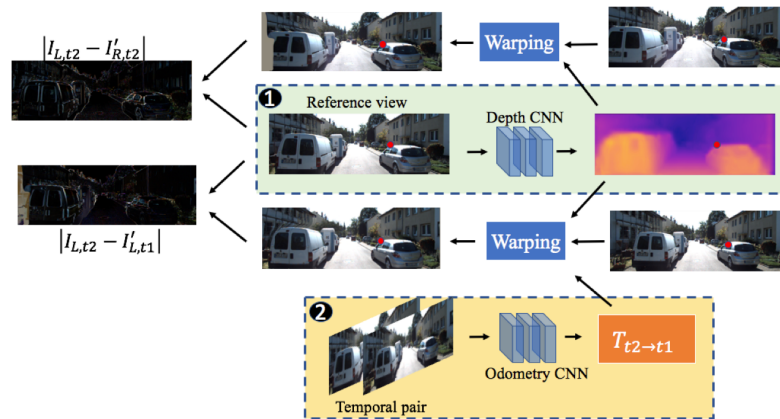 |I_{L,t2} − I'_{R,t2}|
Warping
1
Reference view
Depth CNN
|I_{L,t2} − I'_{L,t1}|
Warping
2
T_{t2→t1}
Odometry CNN
Temporal pair